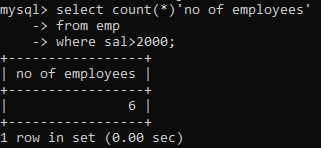 mysql> select count(*)'no of employees'
    -> from emp
    -> where sal>2000;
+-----------------+
| no of employees |
+-----------------+
|               6 |
+-----------------+
1 row in set (0.00 sec)